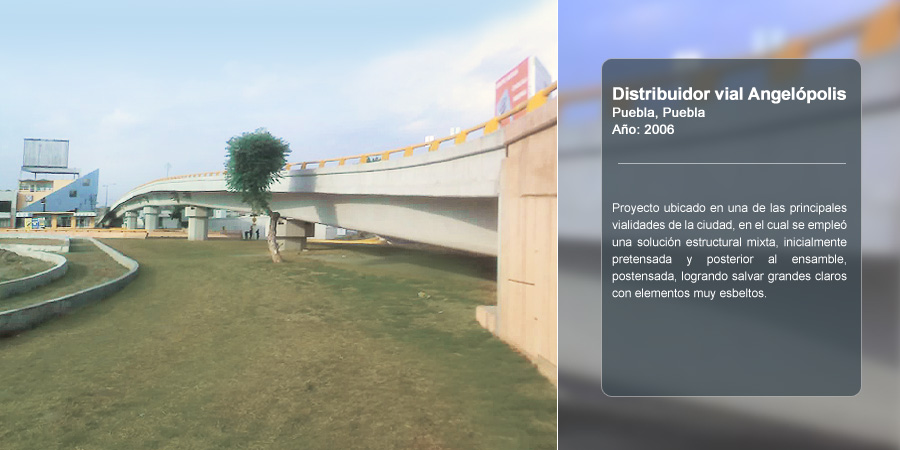 Distribuidor vial Angelópolis
Puebla, Puebla
Año: 2006
Proyecto ubicado en una de las principales
vialidades de la ciudad, en el cual se empleó
una solución estructural mixta, inicialmente
pretensada y posterior al ensamble,
postensada, logrando salvar grandes claros
con elementos muy esbeltos.